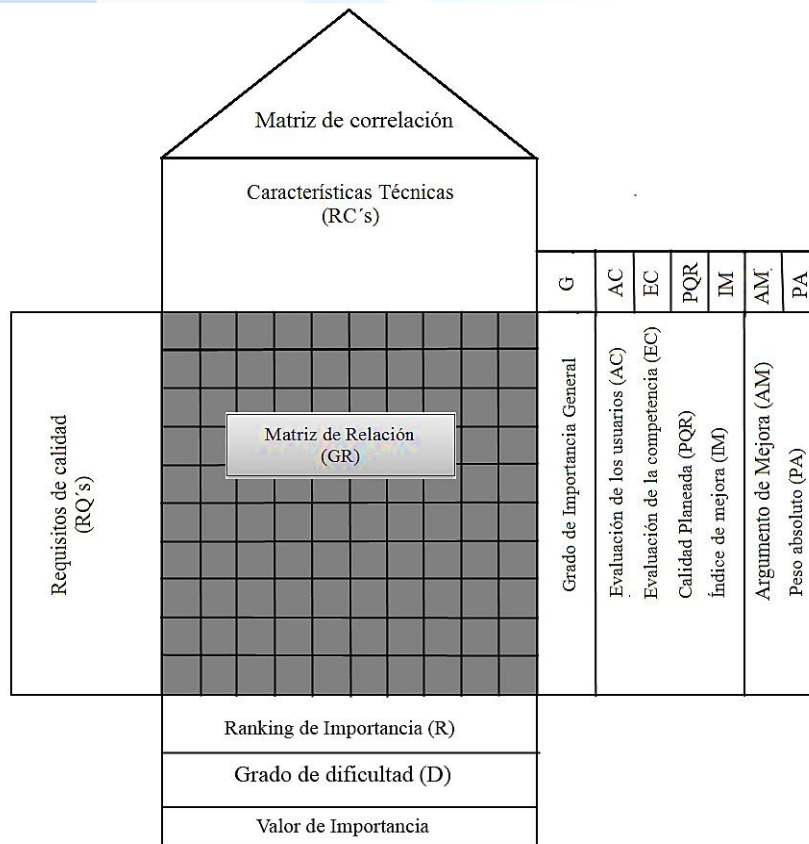 Matriz de correlación
Características Técnicas
(RC´s)
G
AC
EC
PQR
IM
AM
PA
Requisitos de calidad
(RQ´s)
Matriz de Relación
(GR)
Grado de Importancia General
Evaluación de los usuarios (AC)
Evaluación de la competencia (EC)
Calidad Planeada (PQR)
Índice de mejora (IM)
Argumento de Mejora (AM)
Peso absoluto (PA)
Ranking de Importancia (R)
Grado de dificultad (D)
Valor de Importancia